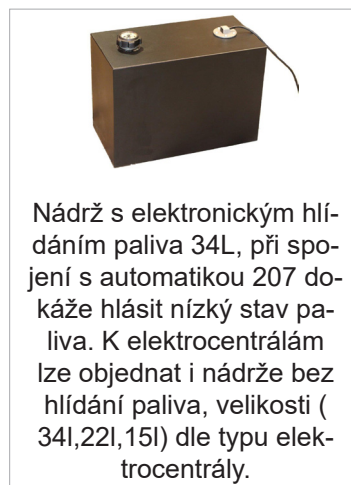 Nádrž s elektronickým hlí-
dáním paliva 34L, při spo-
jení s automatikou 207 do-
káže hlásit nízký stav pa-
liva. K elektrocentrálám
lze objednat i nádrže bez
hlídání paliva, velikosti (
34l,22l,15l) dle typu elek-
trocentrály.